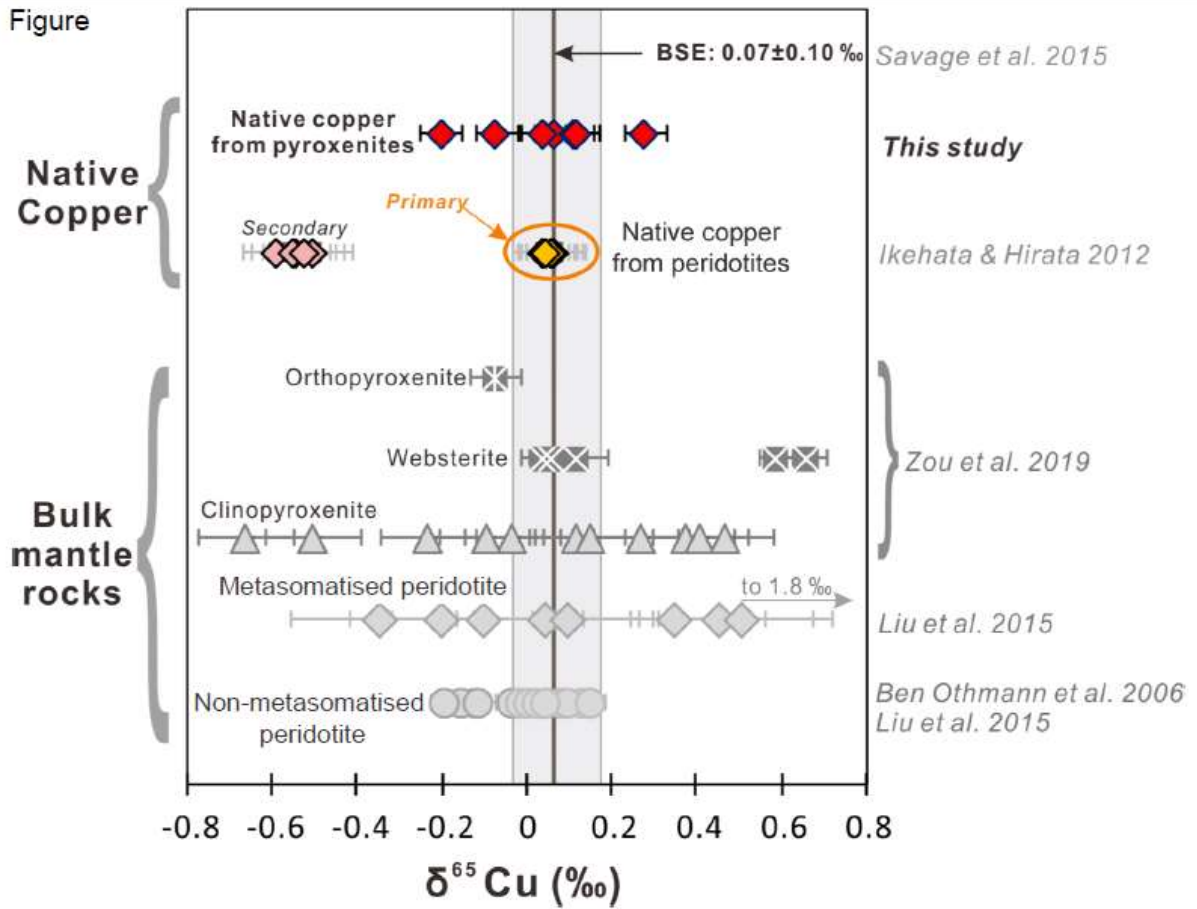 Figure
BSE: 0.07±0.10 ‰
Savage et al. 2015
Native copper
from pyroxenites
This study
Native
Copper
Primary
Secondary
Native copper
from peridotites
Ikehata & Hirata 2012
Orthopyroxenite
Websterite
Zou et al. 2019
Clinopyroxenite
Bulk
mantle
rocks
Metasomatised peridotite
to 1.8 ‰
Liu et al. 2015
Non-metasomatised
peridotite
Ben Othmann et al. 2006
Liu et al. 2015
-0.8 -0.6 -0.4 -0.2 0 0.2 0.4 0.6 0.8
δ⁶⁵Cu (‰)